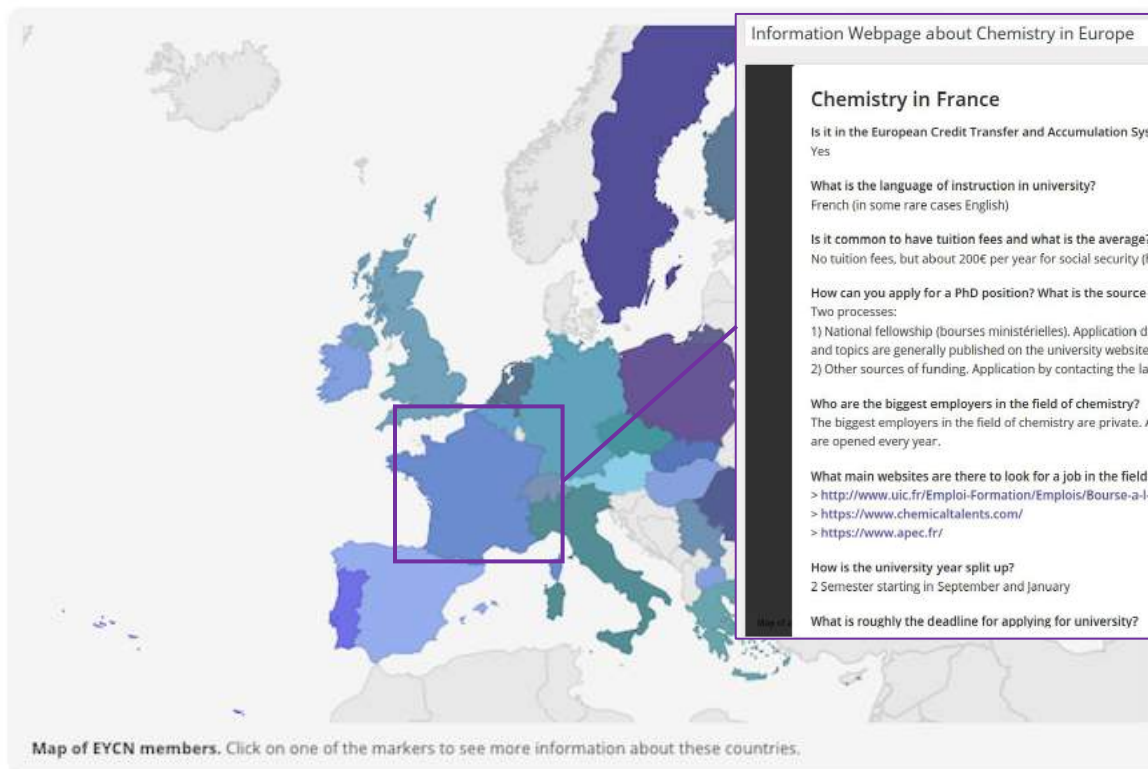 Information Webpage about Chemistry in Europe
Chemistry in France
Is it in the European Credit Transfer and Accumulation Sys
Yes
What is the language of instruction in university?
French (in some rare cases English)
Is it common to have tuition fees and what is the average?
No tuition fees, but about 200€ per year for social security (
How can you apply for a PhD position? What is the source
Two processes:
1) National fellowship (bourses ministérielles). Application d
and topics are generally published on the university website
2) Other sources of funding. Application by contacting the la
Who are the biggest employers in the field of chemistry?
The biggest employers in the field of chemistry are private. A
are opened every year.
What main websites are there to look for a job in the field
> http://www.uic.fr/Emploi-Formation/Emplois/Bourse-a-l-
> https://www.chemicaltalents.com/
> https://www.apec.fr/
How is the university year split up?
2 Semester starting in September and January
What is roughly the deadline for applying for university?
Map of EYCN members. Click on one of the markers to see more information about these countries.